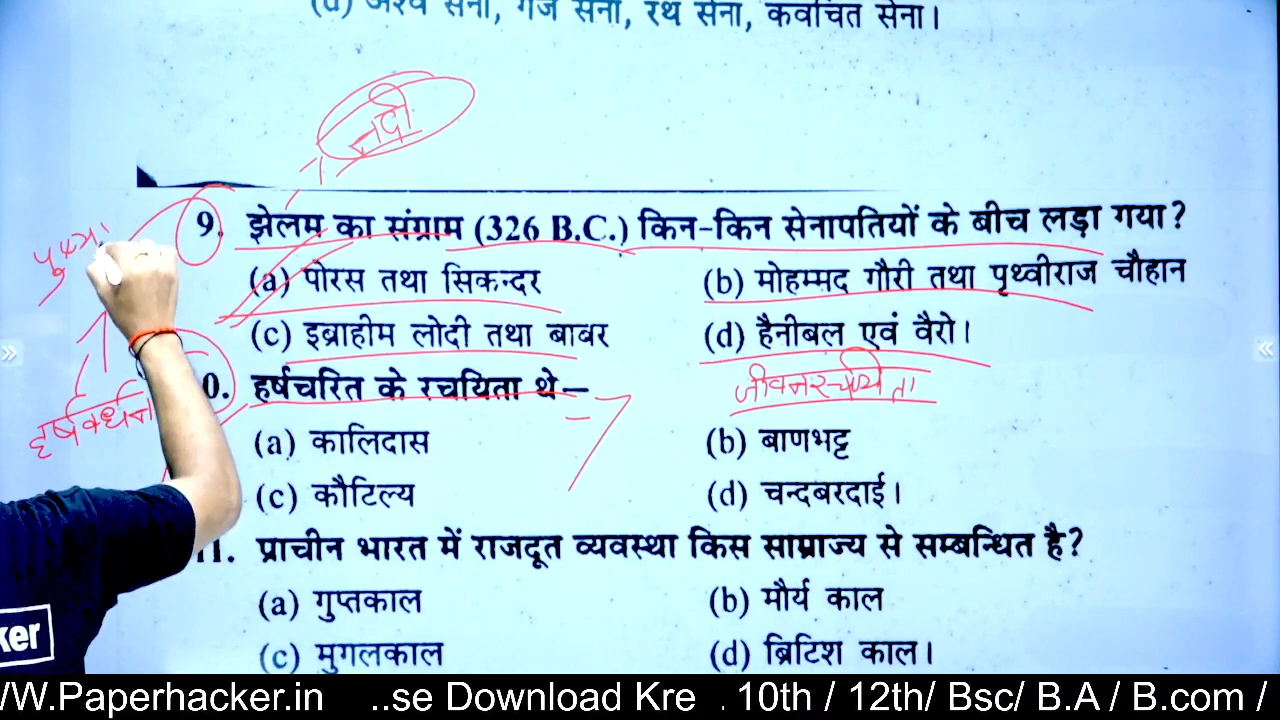 (d) अश्व सेना, गज सेना, रथ सेना, कवचित सेना।
नदी
9. झेलम का संग्राम (326 B.C.) किन-किन सेनापतियों के बीच लड़ा गया?
(a) पोरस तथा सिकन्दर (b) मोहम्मद गौरी तथा पृथ्वीराज चौहान
(c) इब्राहीम लोदी तथा बाबर (d) हैनीबल एवं वैरो।
0. हर्षचरित के रचयिता थे—
हर्षवर्धन
(a) कालिदास (b) बाणभट्ट
(c) कौटिल्य (d) चन्दबरदाई।
11. प्राचीन भारत में राजदूत व्यवस्था किस साम्राज्य से सम्बन्धित है?
(a) गुप्तकाल (b) मौर्य काल
(c) मुगलकाल (d) ब्रिटिश काल।
ker
/W.Paperhacker.in ..se Download Kre . 10th / 12th/ Bsc/ B.A / B.com /